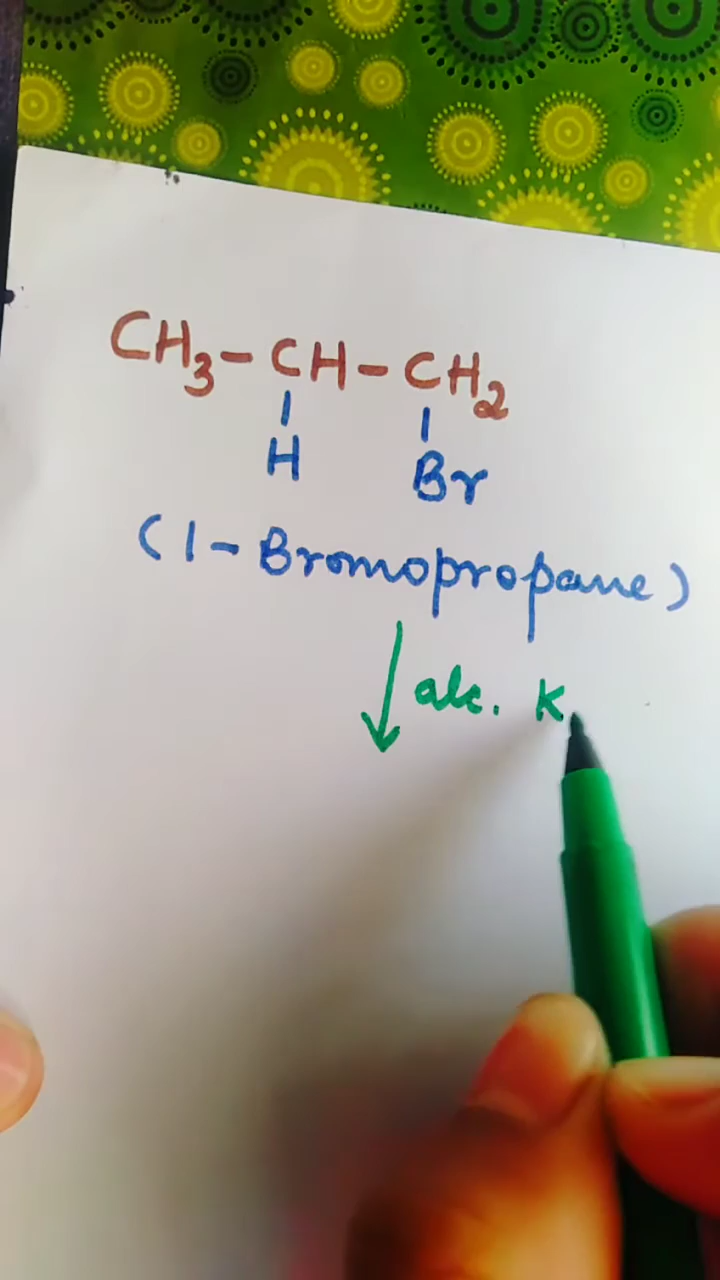 CH₃-CH-CH₂
H Br
(1-Bromopropane)
alc. K